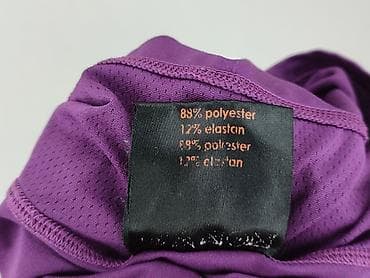 88% polyester
12% elastan
88% polyester
12% elastan